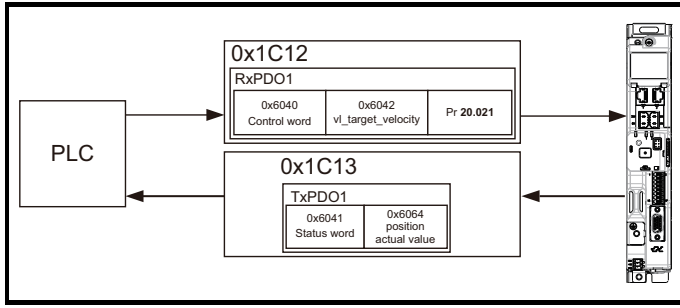 PLC
0x1C12
RxPDO1
0x6040
Control word
0x6042
vl_target_velocity
Pr 20.021
0x1C13
TxPDO1
0x6041
Status word
0x6064
position
actual value